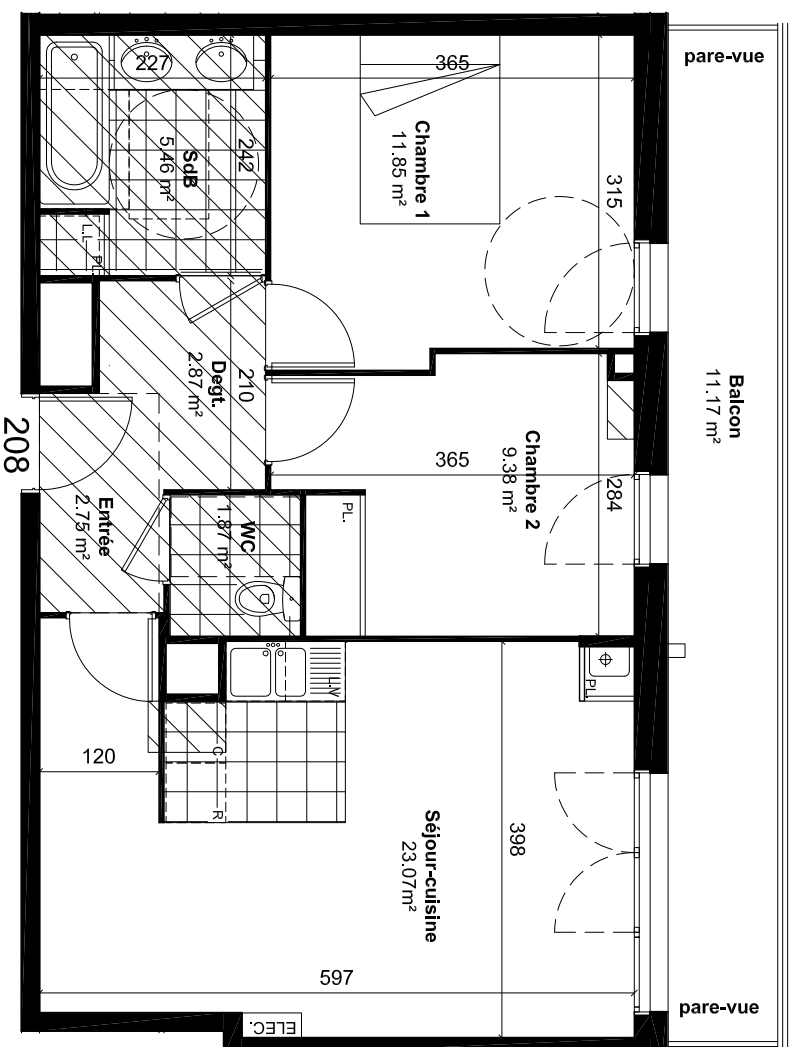 pare-vue
227
365
Chambre 1
11.85 m²
315
SdB
5.46 m²
242
L.L
PL.
Balcon
11.17 m²
Degt.
2.87 m²
210
208
Chambre 2
9.38 m²
365
284
Entrée
2.75 m²
WC
1.87 m²
PL.
L.V
PL.
120
C
R
Séjour-cuisine
23.07m²
398
597
pare-vue
ELEC.